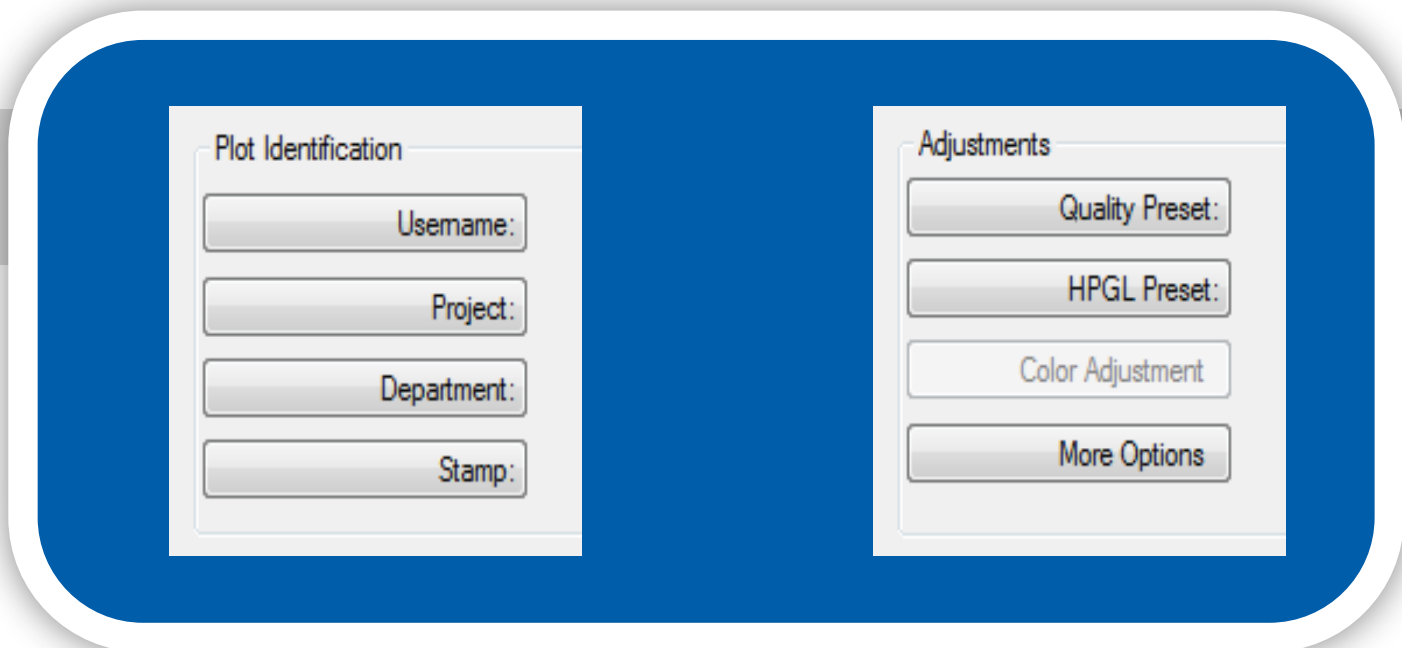 Plot Identification
Username:
Project:
Department:
Stamp:
Adjustments
Quality Preset:
HPGL Preset:
Color Adjustment
More Options